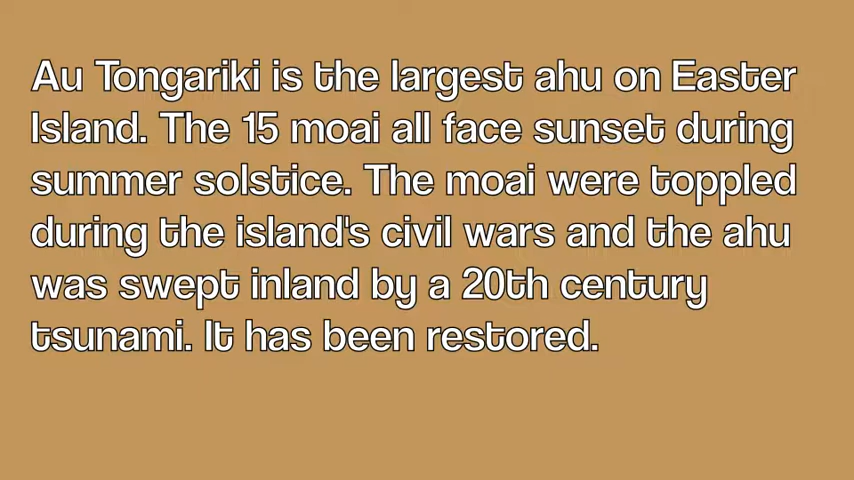 Au Tongariki is the largest ahu on Easter
Island. The 15 moai all face sunset during
summer solstice. The moai were toppled
during the island's civil wars and the ahu
was swept inland by a 20th century
tsunami. It has been restored.